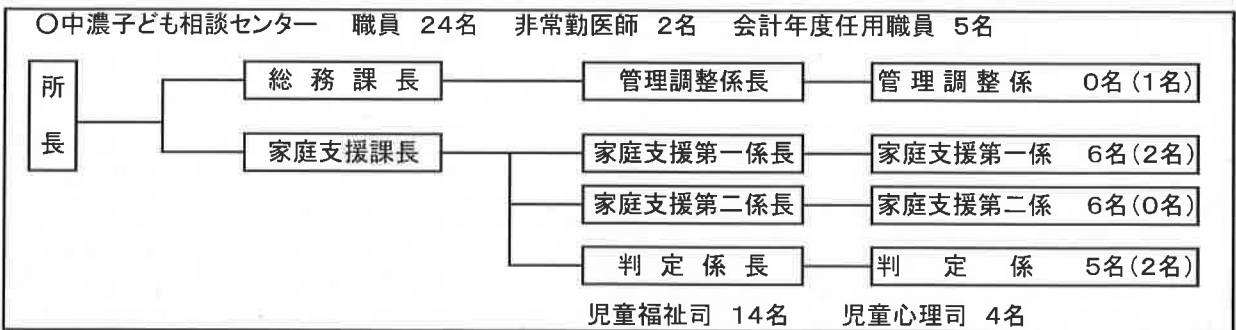 〇中濃子ども相談センター 職員 24名 非常勤医師 2名 会計年度任用職員 5名
所長
総務課長 管理調整係長 管理調整係 0名(1名)
家庭支援課長 家庭支援第一係長 家庭支援第一係 6名(2名)
家庭支援第二係長 家庭支援第二係 6名(0名)
判定係長 判定係 5名(2名)
児童福祉司 14名 児童心理司 4名